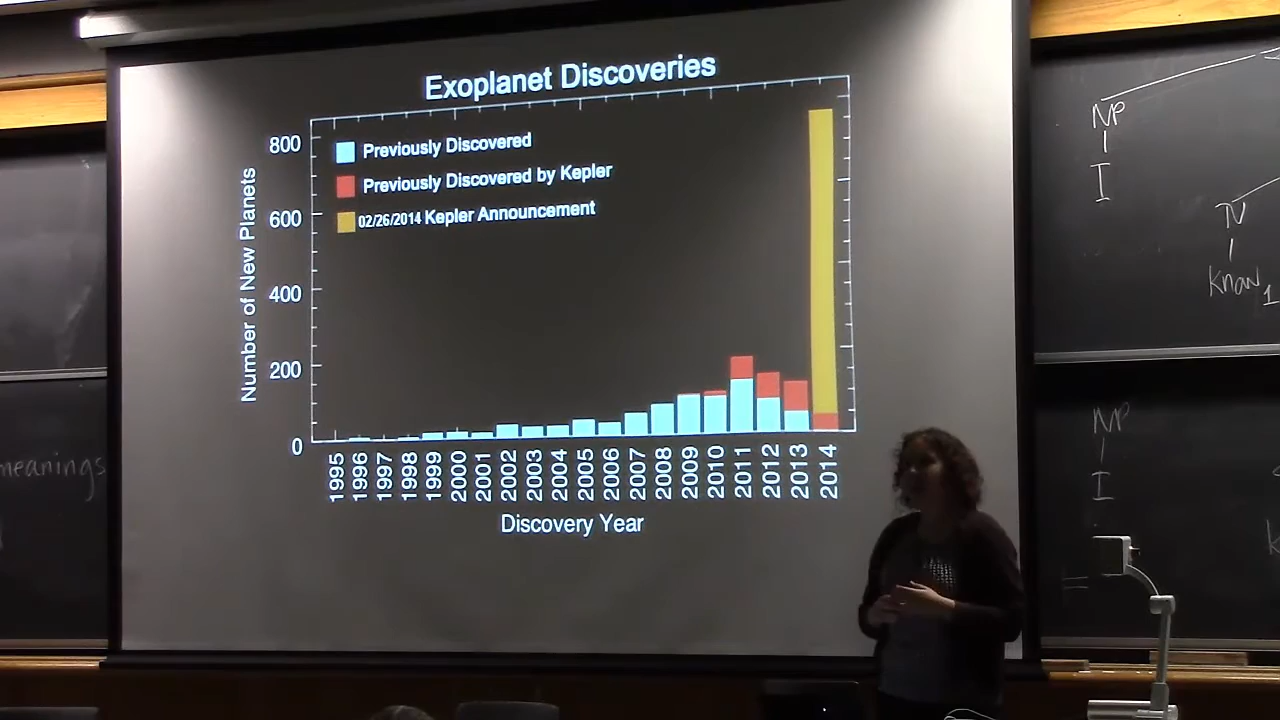 Exoplanet Discoveries
Previously Discovered
Previously Discovered by Kepler
02/26/2014 Kepler Announcement
Number of New Planets
800
600
400
200
0
1995
1996
1997
1998
1999
2000
2001
2002
2003
2004
2005
2006
2007
2008
2009
2010
2011
2012
2013
2014
Discovery Year
meanings
NP
I
know 1
NP
I